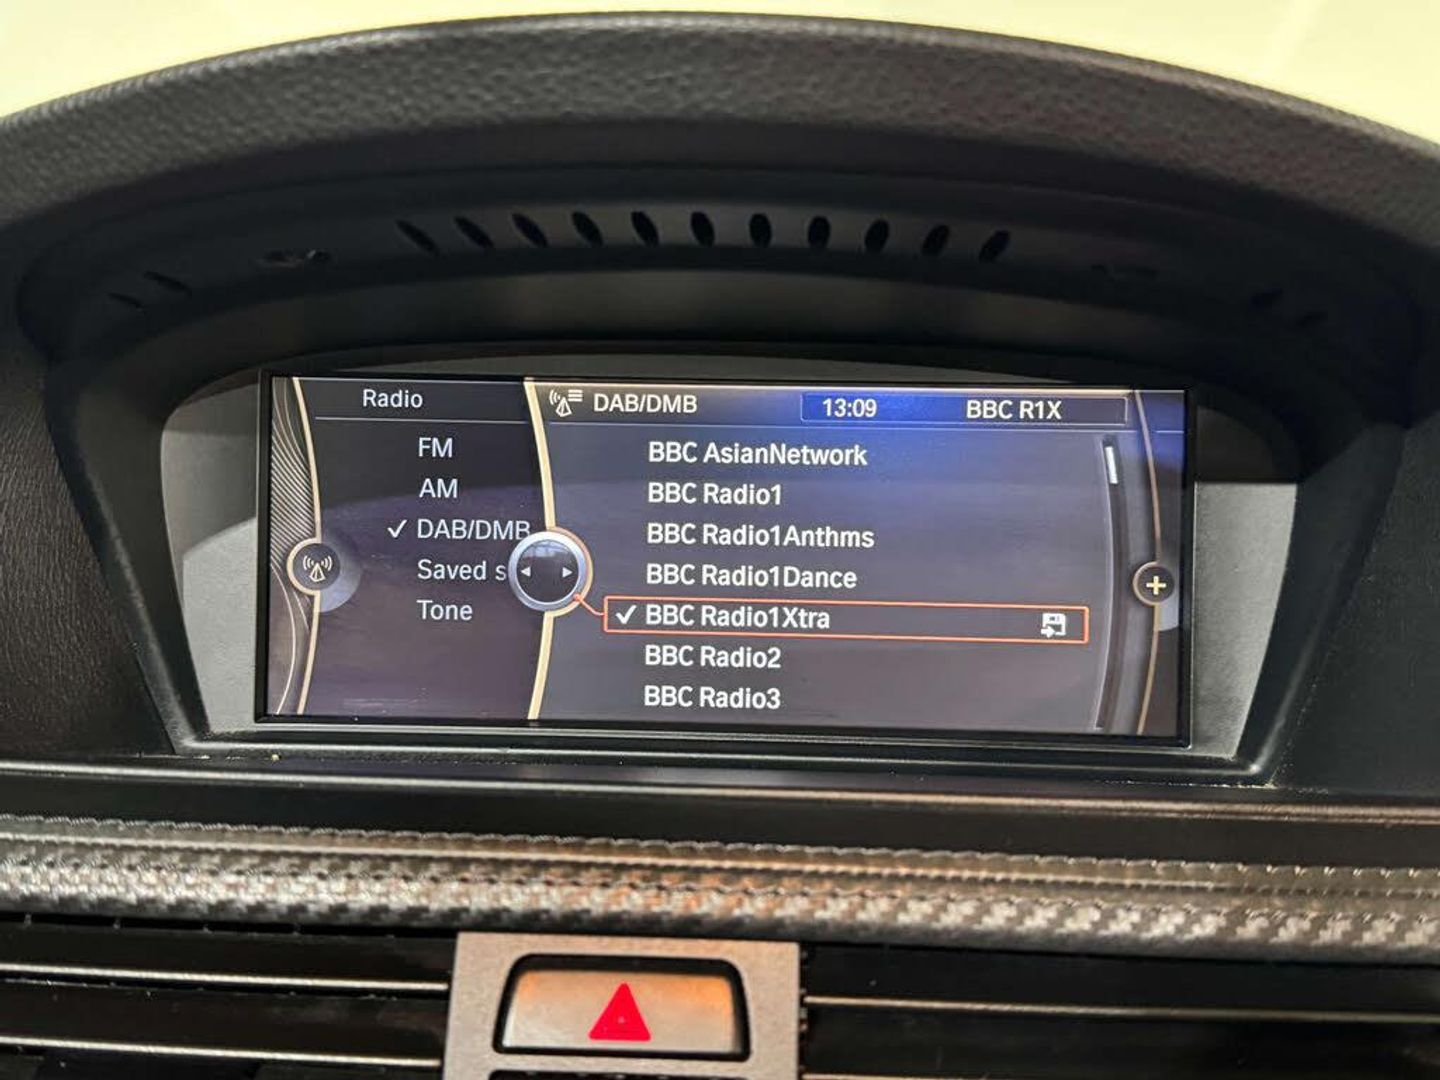 Radio
FM
AM
✓ DAB/DMB
Saved s
Tone
DAB/DMB
13:09
BBC R1X
BBC AsianNetwork
BBC Radio1
BBC Radio1Anthms
BBC Radio1Dance
✓ BBC Radio1Xtra
BBC Radio2
BBC Radio3